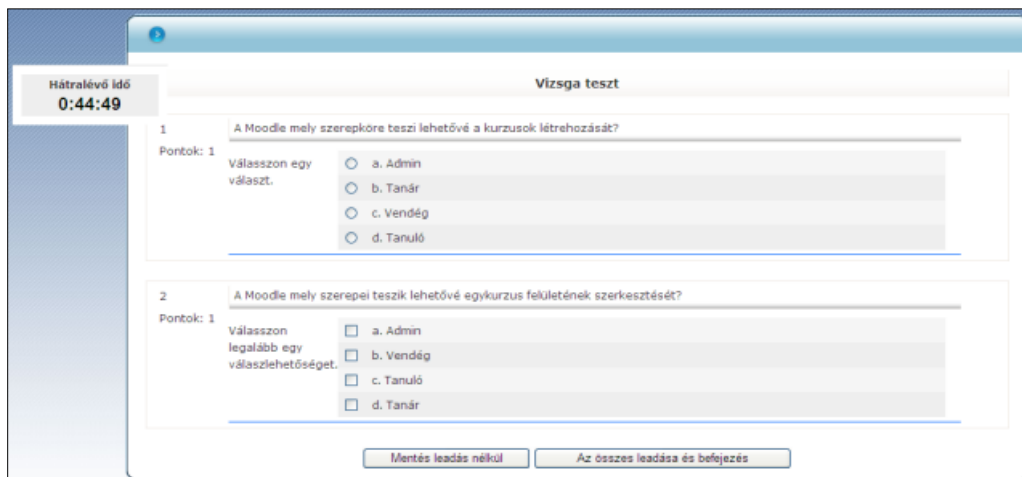 Hátralévő idő
0:44:49
Vizsga teszt
1
A Moodle mely szerepköre teszi lehetővé a kurzusok létrehozását?
Pontok: 1
Válasszon egy
választ.
a. Admin
b. Tanár
c. Vendég
d. Tanuló
2
A Moodle mely szerepei teszik lehetővé egykurzus felületének szerkesztését?
Pontok: 1
Válasszon
legalább egy
válaszlehetőséget.
a. Admin
b. Vendég
c. Tanuló
d. Tanár
Mentés leadás nélkül
Az összes leadása és befejezés